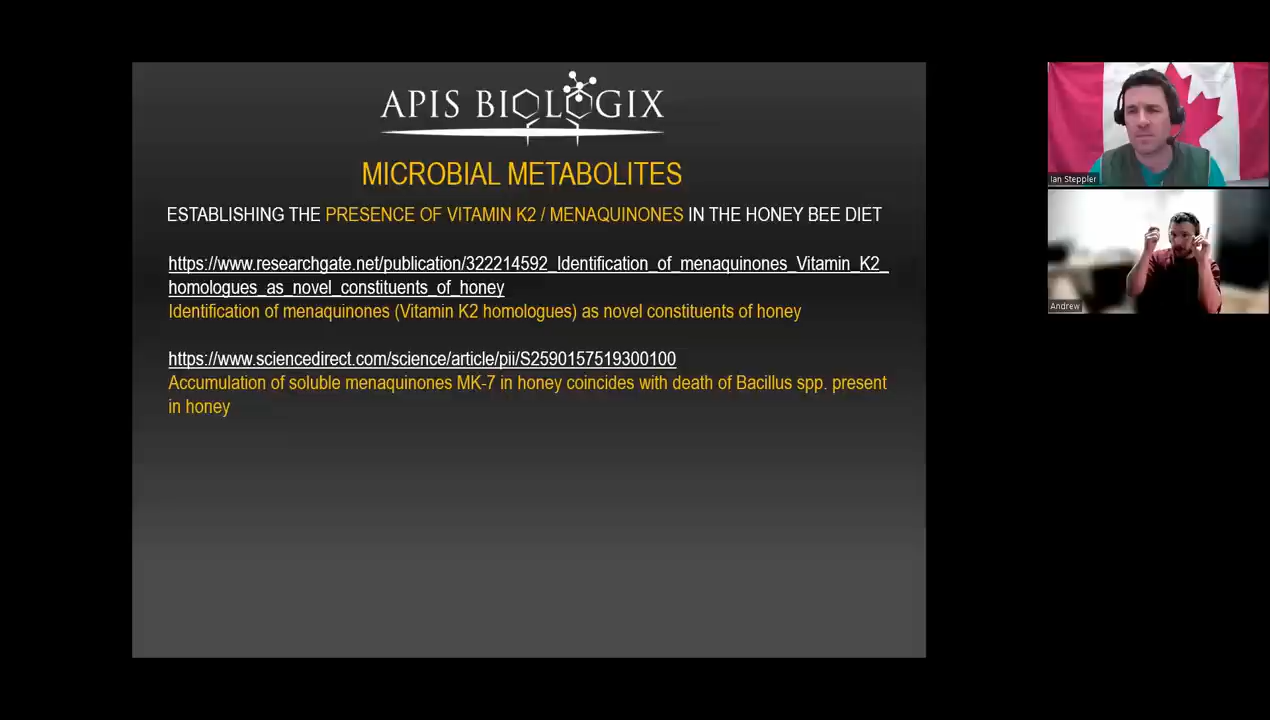 APIS BIOLOGIX
MICROBIAL METABOLITES
ESTABLISHING THE PRESENCE OF VITAMIN K2 / MENAQUINONES IN THE HONEY BEE DIET
https://www.researchgate.net/publication/322214592_Identification_of_menaquinones_Vitamin_K2_
homologues_as_novel_constituents_of_honey
Identification of menaquinones (Vitamin K2 homologues) as novel constituents of honey
https://www.sciencedirect.com/science/article/pii/S2590157519300100
Accumulation of soluble menaquinones MK-7 in honey coincides with death of Bacillus spp. present
in honey
Ian Steppler
Andrew